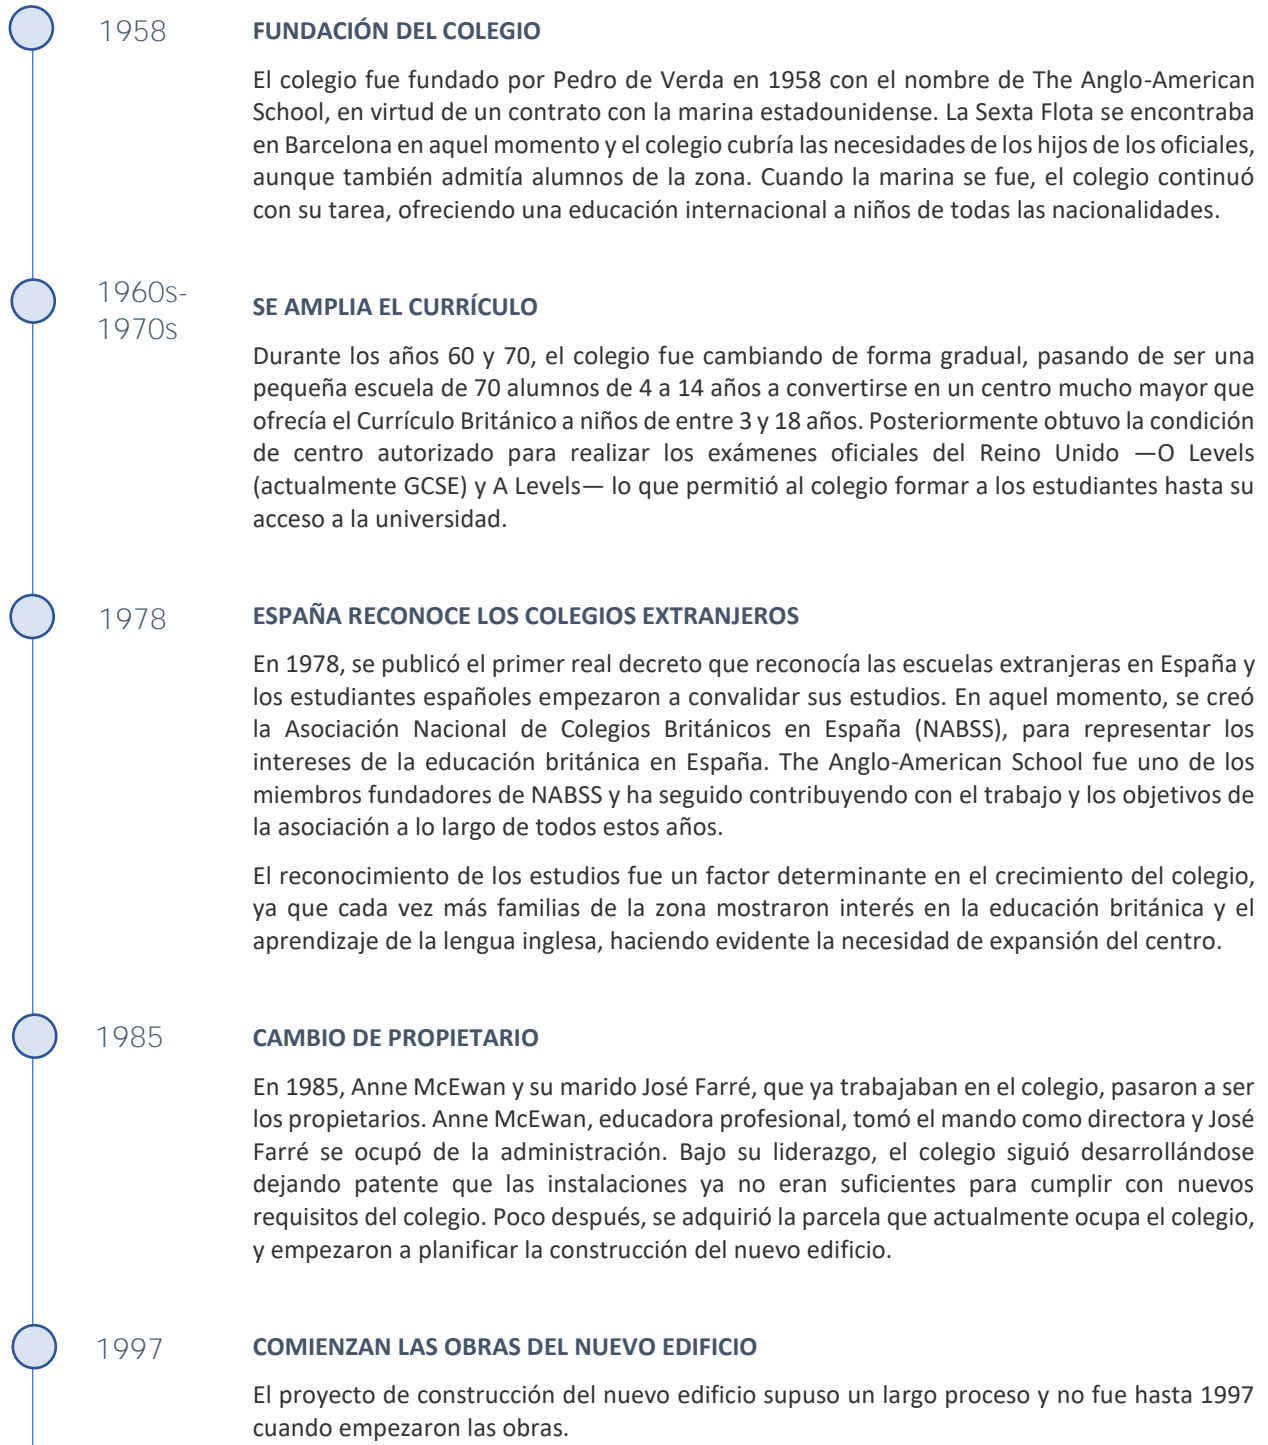 1958
FUNDACIÓN DEL COLEGIO
El colegio fue fundado por Pedro de Verda en 1958 con el nombre de The Anglo-American
School, en virtud de un contrato con la marina estadounidense. La Sexta Flota se encontraba
en Barcelona en aquel momento y el colegio cubría las necesidades de los hijos de los oficiales,
aunque también admitía alumnos de la zona. Cuando la marina se fue, el colegio continuó
con su tarea, ofreciendo una educación internacional a niños de todas las nacionalidades.
1960s-
1970s
SE AMPLIA EL CURRÍCULO
Durante los años 60 y 70, el colegio fue cambiando de forma gradual, pasando de ser una
pequeña escuela de 70 alumnos de 4 a 14 años a convertirse en un centro mucho mayor que
ofrecía el Currículo Británico a niños de entre 3 y 18 años. Posteriormente obtuvo la condición
de centro autorizado para realizar los exámenes oficiales del Reino Unido —O Levels
(actualmente GCSE) y A Levels— lo que permitió al colegio formar a los estudiantes hasta su
acceso a la universidad.
1978
ESPAÑA RECONOCE LOS COLEGIOS EXTRANJEROS
En 1978, se publicó el primer real decreto que reconocía las escuelas extranjeras en España y
los estudiantes españoles empezaron a convalidar sus estudios. En aquel momento, se creó
la Asociación Nacional de Colegios Británicos en España (NABSS), para representar los
intereses de la educación británica en España. The Anglo-American School fue uno de los
miembros fundadores de NABSS y ha seguido contribuyendo con el trabajo y los objetivos de
la asociación a lo largo de todos estos años.
El reconocimiento de los estudios fue un factor determinante en el crecimiento del colegio,
ya que cada vez más familias de la zona mostraron interés en la educación británica y el
aprendizaje de la lengua inglesa, haciendo evidente la necesidad de expansión del centro.
1985
CAMBIO DE PROPIETARIO
En 1985, Anne McEwan y su marido José Farré, que ya trabajaban en el colegio, pasaron a ser
los propietarios. Anne McEwan, educadora profesional, tomó el mando como directora y José
Farré se ocupó de la administración. Bajo su liderazgo, el colegio siguió desarrollándose
dejando patente que las instalaciones ya no eran suficientes para cumplir con nuevos
requisitos del colegio. Poco después, se adquirió la parcela que actualmente ocupa el colegio,
y empezaron a planificar la construcción del nuevo edificio.
1997
COMIENZAN LAS OBRAS DEL NUEVO EDIFICIO
El proyecto de construcción del nuevo edificio supuso un largo proceso y no fue hasta 1997
cuando empezaron las obras.